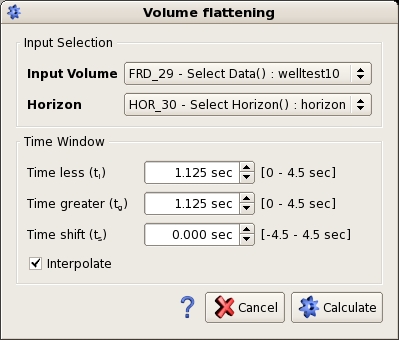 Volume flattening
Input Selection
Input Volume FRD_29 - Select Data() : welltest10
Horizon HOR_30 - Select Horizon() : horizon
Time Window
Time less (tₗ) 1.125 sec [0 - 4.5 sec]
Time greater (t_g) 1.125 sec [0 - 4.5 sec]
Time shift (tₛ) 0.000 sec [-4.5 - 4.5 sec]
Interpolate
? Cancel Calculate